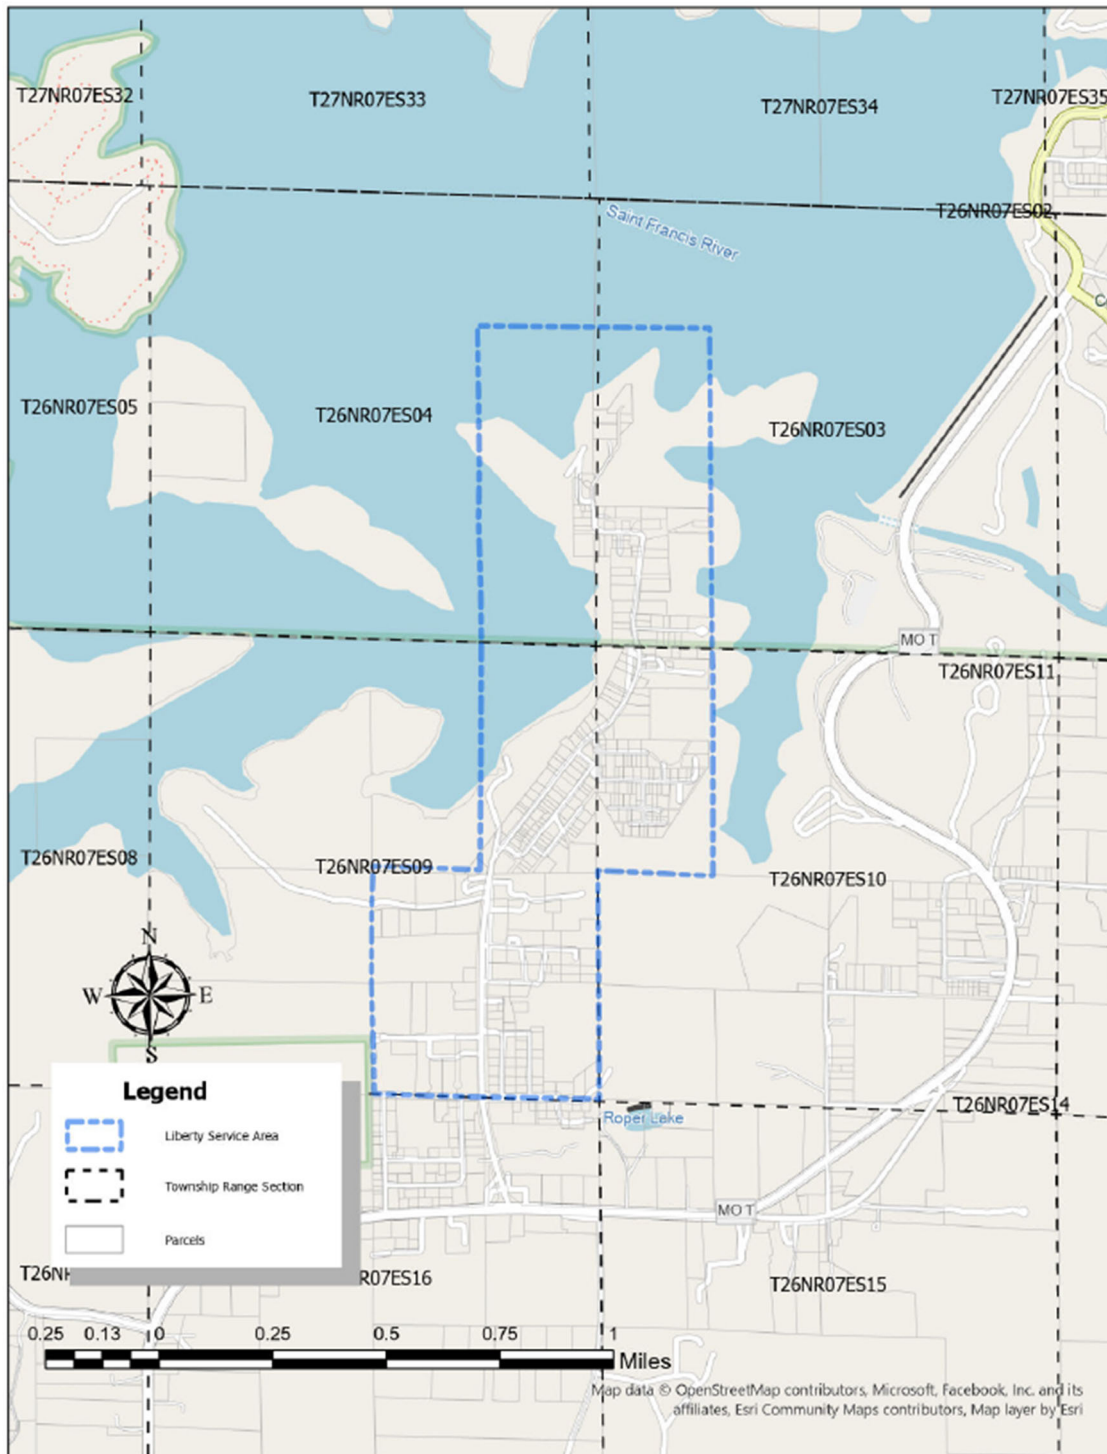 T27NR07ES32
T27NR07ES33
T27NR07ES34
T27NR07ES35
T26NR07ES02
Saint Francis River
T26NR07ES05
T26NR07ES04
T26NR07ES03
MO T
T26NR07ES11
T26NR07ES08
T26NR07ES09
T26NR07ES10
N
W
E
S
Legend
Liberty Service Area
Township Range Section
Parcels
T26NR07ES14
Roper Lake
MO T
NR07ES16
T26NR07ES15
0.25 0.13 0 0.25 0.5 0.75 1
Miles
Map data © OpenStreetMap contributors, Microsoft, Facebook, Inc. and its
affiliates, Esri Community Maps contributors, Map layer by Esri